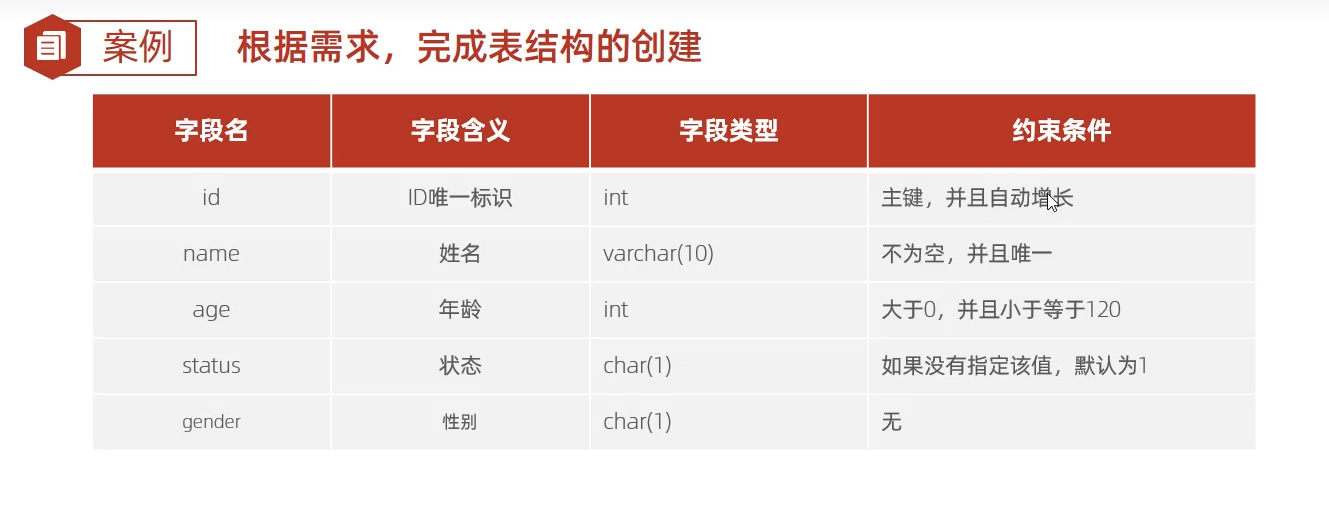 案例
根据需求，完成表结构的创建
字段名 字段含义 字段类型 约束条件
id ID唯一标识 int 主键，并且自动增长
name 姓名 varchar(10) 不为空，并且唯一
age 年龄 int 大于0，并且小于等于120
status 状态 char(1) 如果没有指定该值，默认为1
gender 性别 char(1) 无